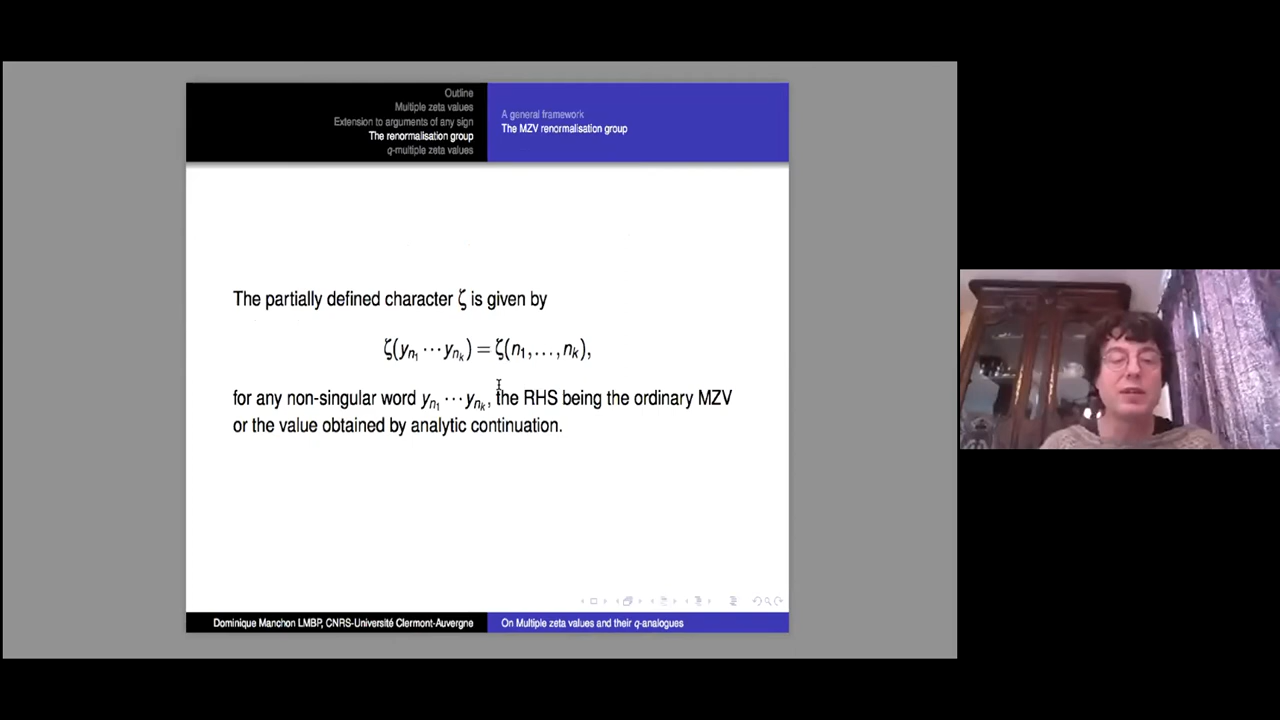 Outline
Multiple zeta values
Extension to arguments of any sign
The renormalisation group
q-multiple zeta values
A general framework
The MZV renormalisation group
The partially defined character ζ is given by
ζ(y_{n_1} ⋯ y_{n_k}) = ζ(n_1, …, n_k),
for any non-singular word y_{n_1} ⋯ y_{n_k}, the RHS being the ordinary MZV
or the value obtained by analytic continuation.
Dominique Manchon LMBP, CNRS-Université Clermont-Auvergne
On Multiple zeta values and their q-analogues